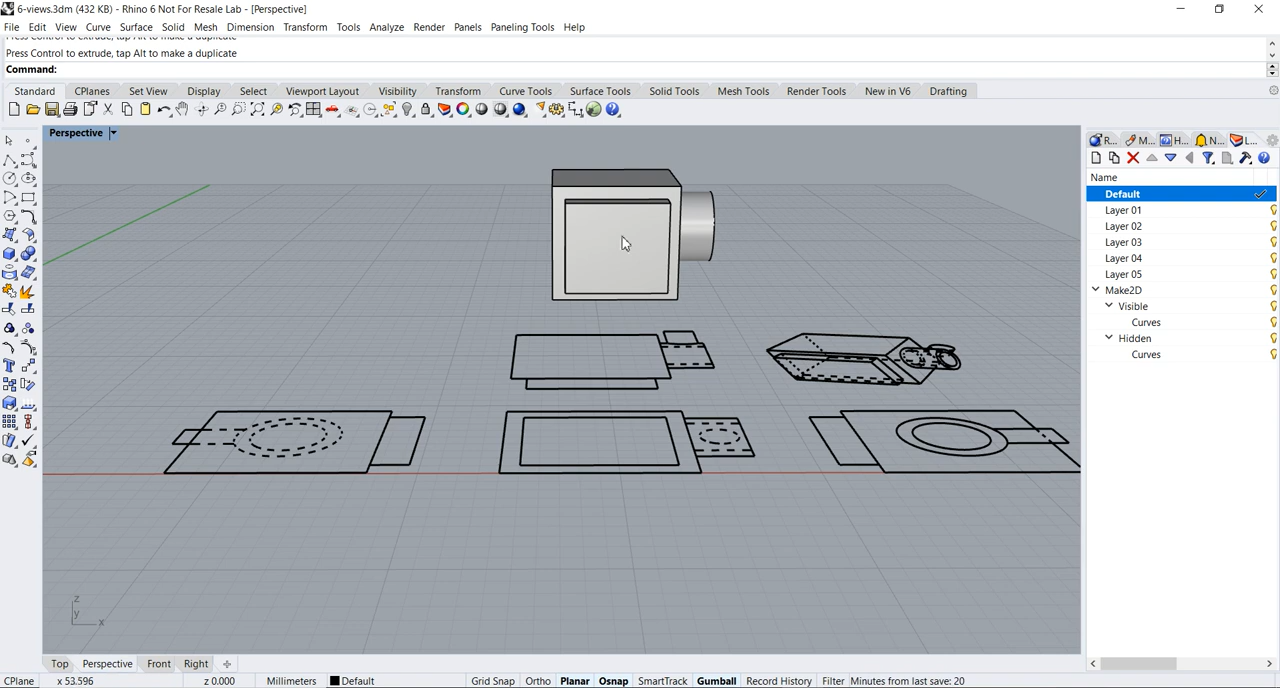 6-views.3dm (432 KB) - Rhino 6 Not For Resale Lab - [Perspective]
File Edit View Curve Surface Solid Mesh Dimension Transform Tools Analyze Render Panels Paneling Tools Help
Press Control to extrude, tap Alt to make a duplicate
Command:
Standard CPlanes Set View Display Select Viewport Layout Visibility Transform Curve Tools Surface Tools Solid Tools Mesh Tools Render Tools New in V6 Drafting
Perspective
R... M... H... N... L...
Name
Default
Layer 01
Layer 02
Layer 03
Layer 04
Layer 05
Make2D
Visible
Curves
Hidden
Curves
z
y
x
Top Perspective Front Right
CPlane x 53.596 z 0.000 Millimeters Default Grid Snap Ortho Planar Osnap SmartTrack Gumball Record History Filter Minutes from last save: 20